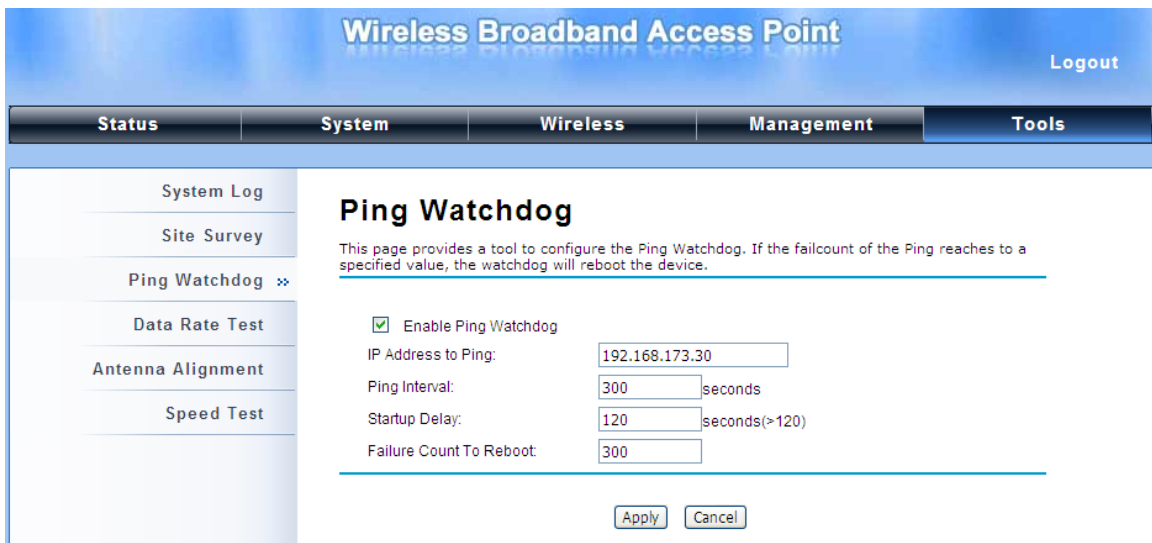 Wireless Broadband Access Point
Logout
Status System Wireless Management Tools
System Log
Site Survey
Ping Watchdog »
Data Rate Test
Antenna Alignment
Speed Test
Ping Watchdog
This page provides a tool to configure the Ping Watchdog. If the failcount of the Ping reaches to a
specified value, the watchdog will reboot the device.
Enable Ping Watchdog
IP Address to Ping: 192.168.173.30
Ping Interval: 300 seconds
Startup Delay: 120 seconds(>120)
Failure Count To Reboot: 300
Apply Cancel